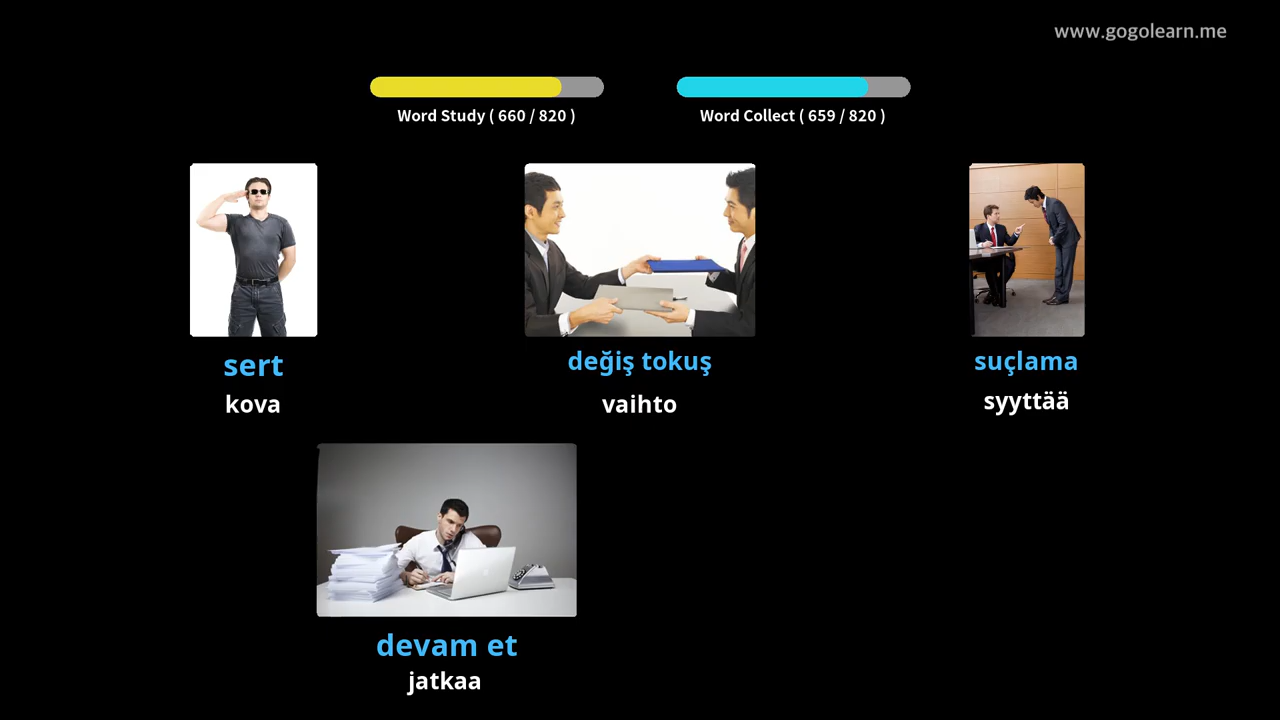 www.gogolearn.me
Word Study ( 660 / 820 )
Word Collect ( 659 / 820 )
sert
kova
değiş tokuş
vaihto
suçlama
syyttää
devam et
jatkaa